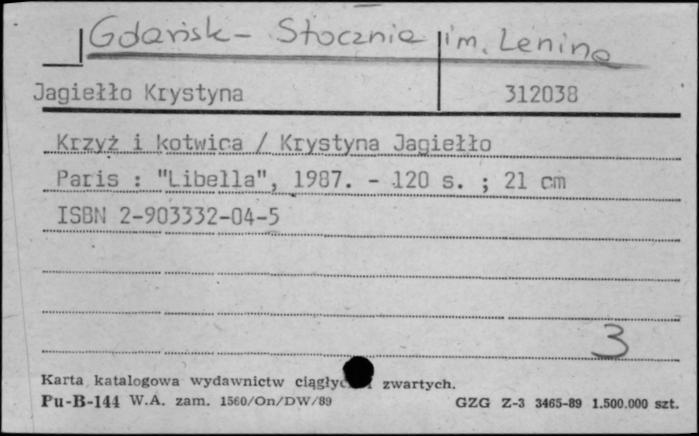 Gdańsk - Stocznia im. Lenina
Jagiełło Krystyna 312038
Krzyż i kotwica / Krystyna Jagiełło
Paris : "Libella", 1987. - 120 s. ; 21 cm
ISBN 2-903332-04-5
3
Karta katalogowa wydawnictw zwartych.
Pu-B-144 W.A. zam. 1560/On/DW/89 GZG Z-3 3465-89 1.500.000 szt.